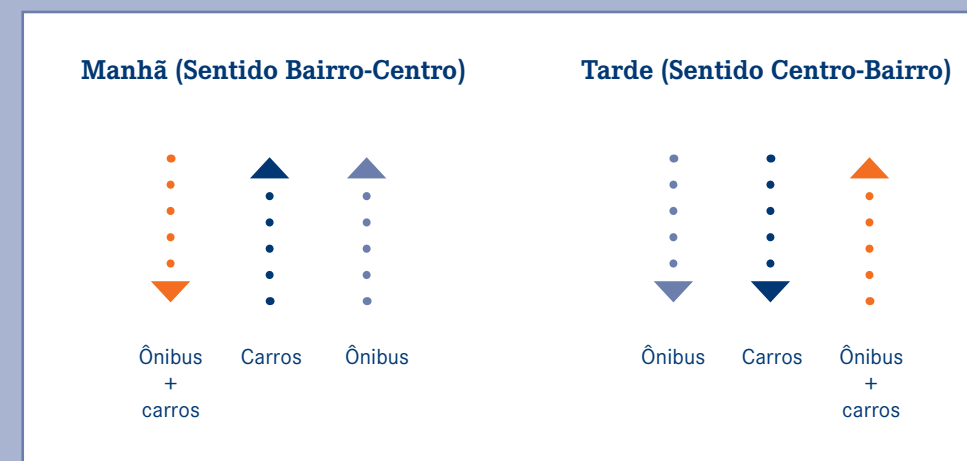 Manhã (Sentido Bairro-Centro)
Ônibus
+
carros
Carros
Ônibus
Tarde (Sentido Centro-Bairro)
Ônibus
Carros
Ônibus
+
carros